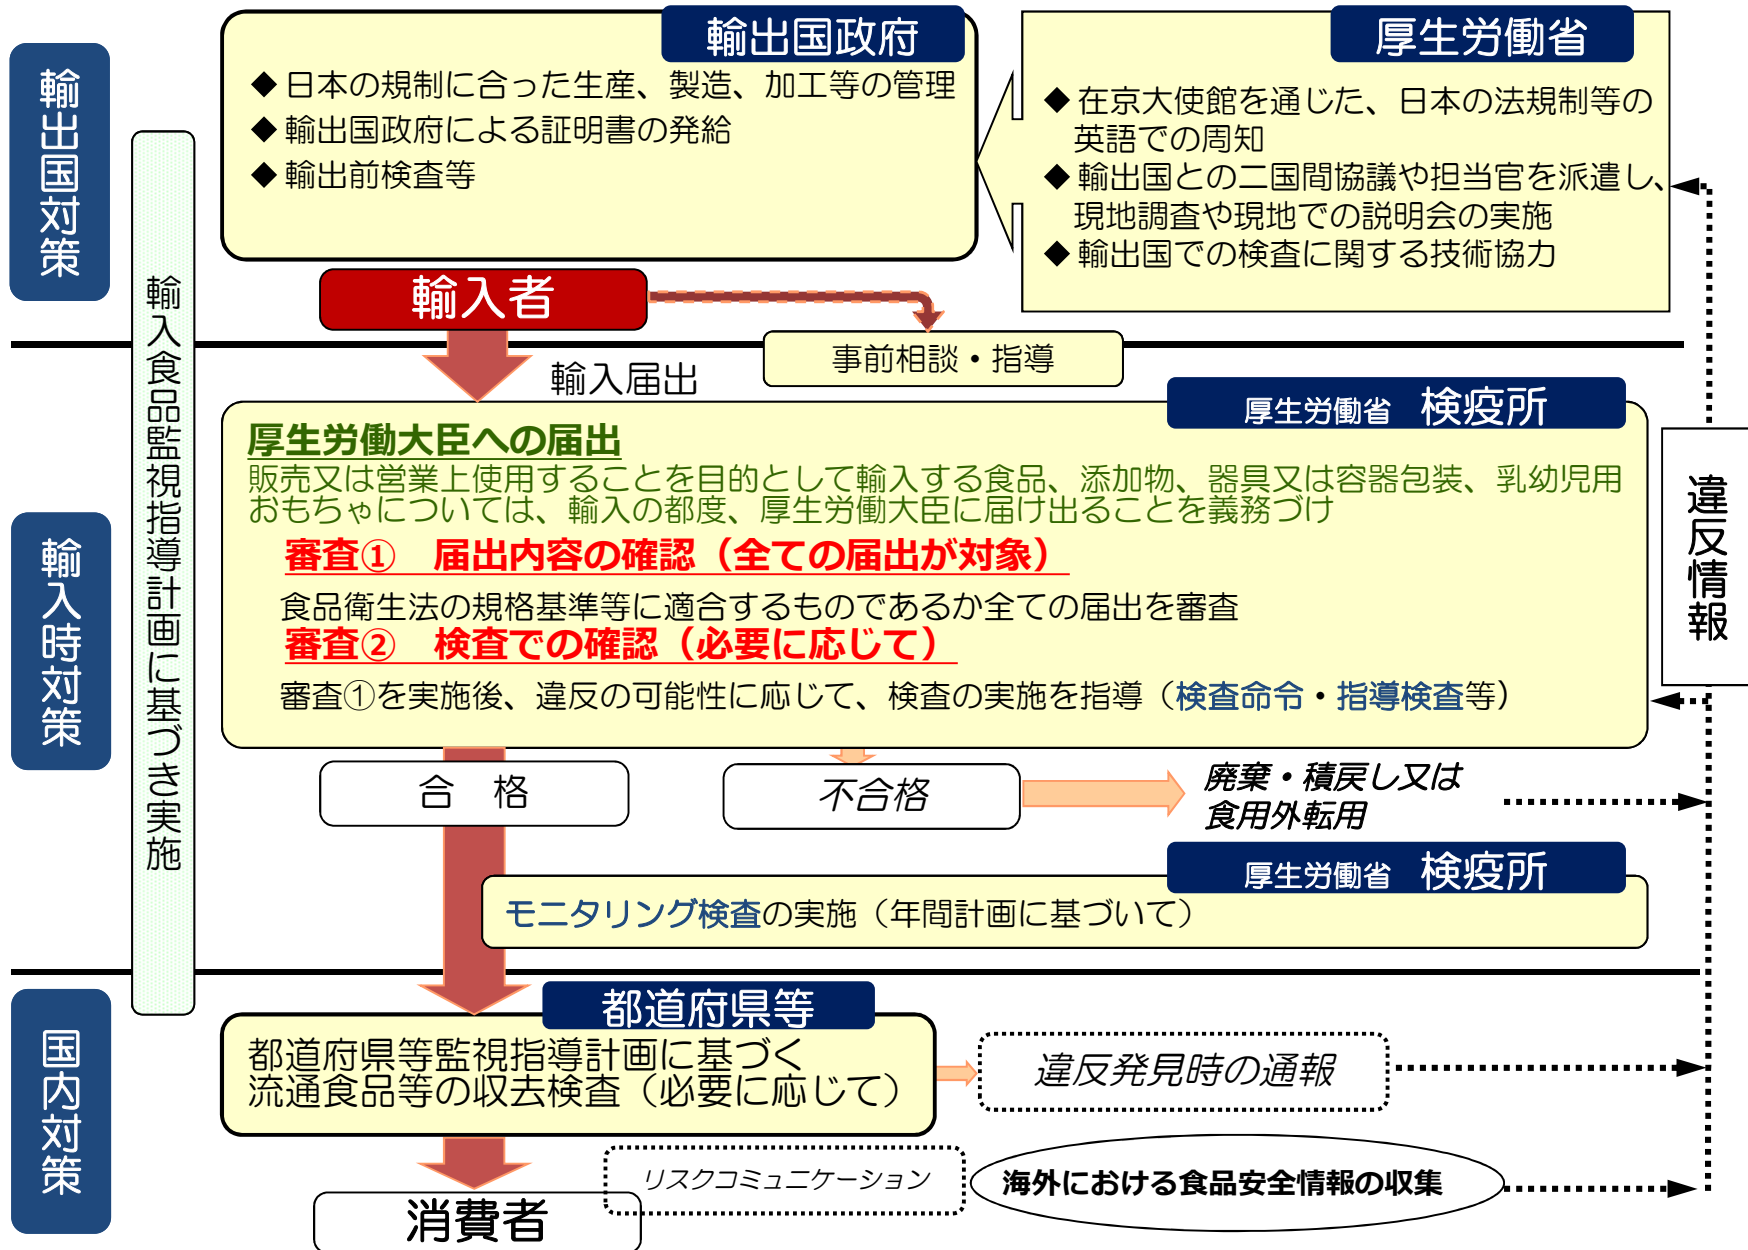 輸出国対策
輸入食品監視指導計画に基づき実施
輸出国政府
◆日本の規制に合った生産、製造、加工等の管理
◆輸出国政府による証明書の発給
◆輸出前検査等
厚生労働省
◆在京大使館を通じた、日本の法規制等の
英語での周知
◆輸出国との二国間協議や担当官を派遣し、
現地調査や現地での説明会の実施
◆輸出国での検査に関する技術協力
輸入者
事前相談・指導
輸入届出
輸入時対策
厚生労働省 検疫所
厚生労働大臣への届出
販売又は営業上使用することを目的として輸入する食品、添加物、器具又は容器包装、乳幼児用
おもちゃについては、輸入の都度、厚生労働大臣に届け出ることを義務づけ
審査① 届出内容の確認（全ての届出が対象）
食品衛生法の規格基準等に適合するものであるか全ての届出を審査
審査② 検査での確認（必要に応じて）
審査①を実施後、違反の可能性に応じて、検査の実施を指導（検査命令・指導検査等）
違反情報
合 格
不合格
廃棄・積戻し又は
食用外転用
厚生労働省 検疫所
モニタリング検査の実施（年間計画に基づいて）
国内対策
都道府県等
都道府県等監視指導計画に基づく
流通食品等の収去検査（必要に応じて）
違反発見時の通報
リスクコミュニケーション
海外における食品安全情報の収集
消費者